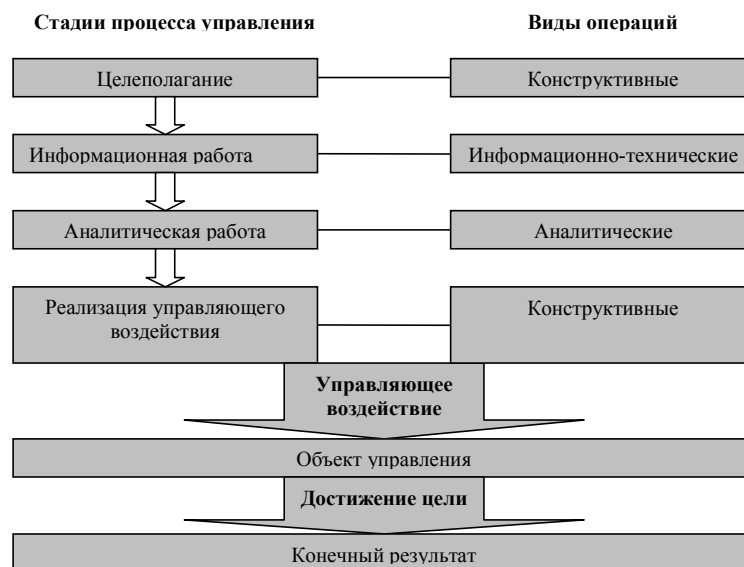 Стадии процесса управления
Виды операций
Целеполагание
Конструктивные
Информационная работа
Информационно-технические
Аналитическая работа
Аналитические
Реализация управляющего
воздействия
Конструктивные
Управляющее
воздействие
Объект управления
Достижение цели
Конечный результат